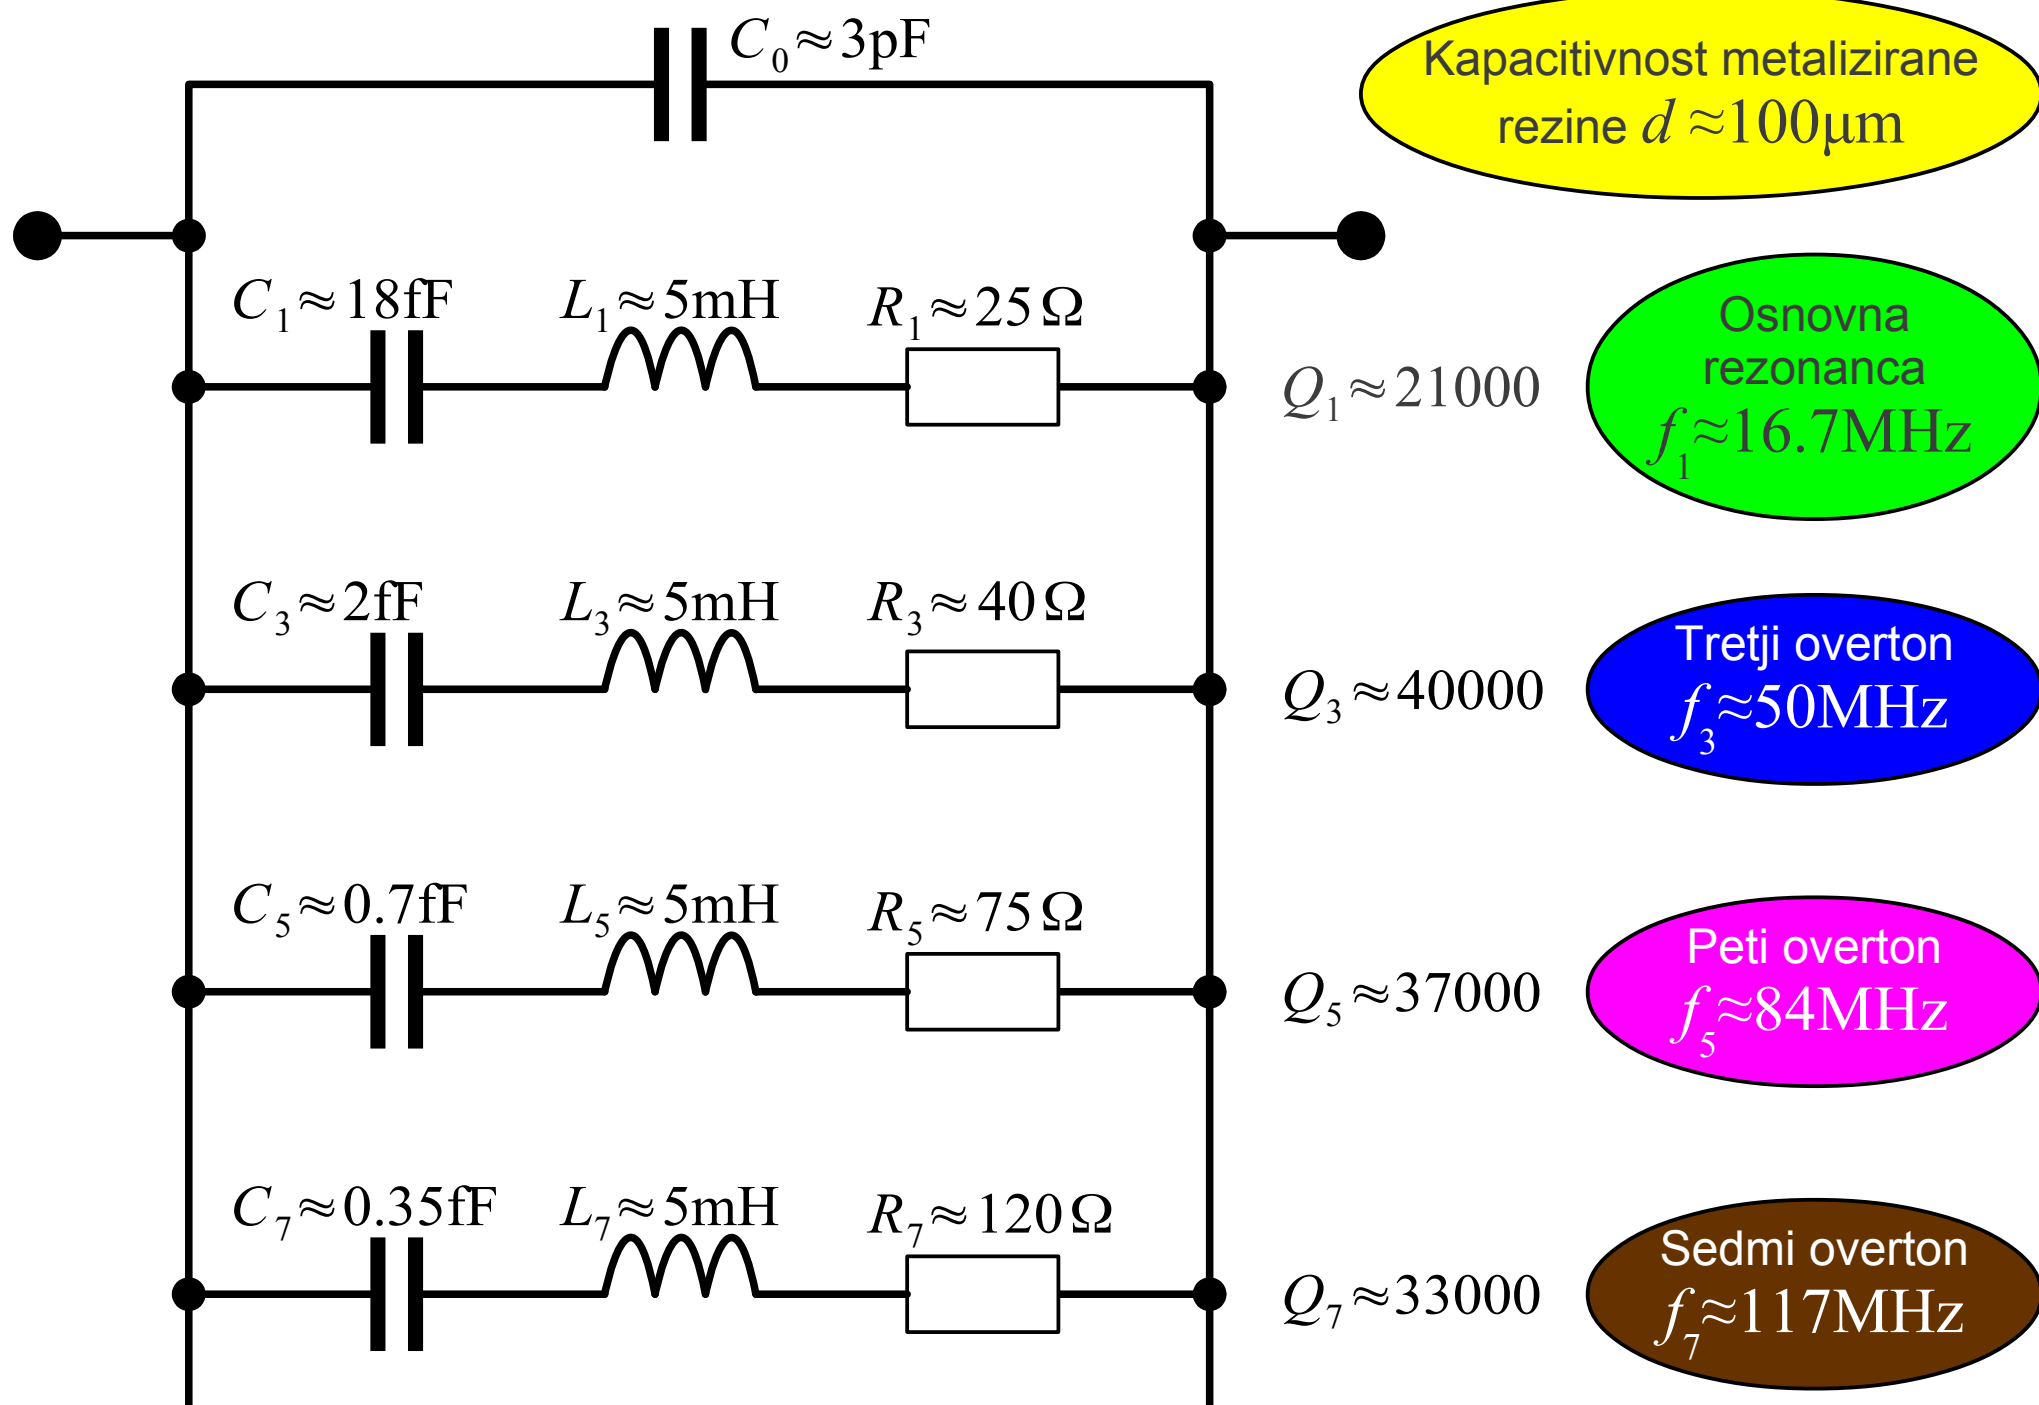 C₀≈3pF
Kapacitivnost metalizirane
rezine d ≈100μm
C₁≈18fF L₁≈5mH R₁≈25Ω
Q₁≈21000
Osnovna
rezonanca
f₁≈16.7MHz
C₃≈2fF L₃≈5mH R₃≈40Ω
Q₃≈40000
Tretji overton
f₃≈50MHz
C₅≈0.7fF L₅≈5mH R₅≈75Ω
Q₅≈37000
Peti overton
f₅≈84MHz
C₇≈0.35fF L₇≈5mH R₇≈120Ω
Q₇≈33000
Sedmi overton
f₇≈117MHz